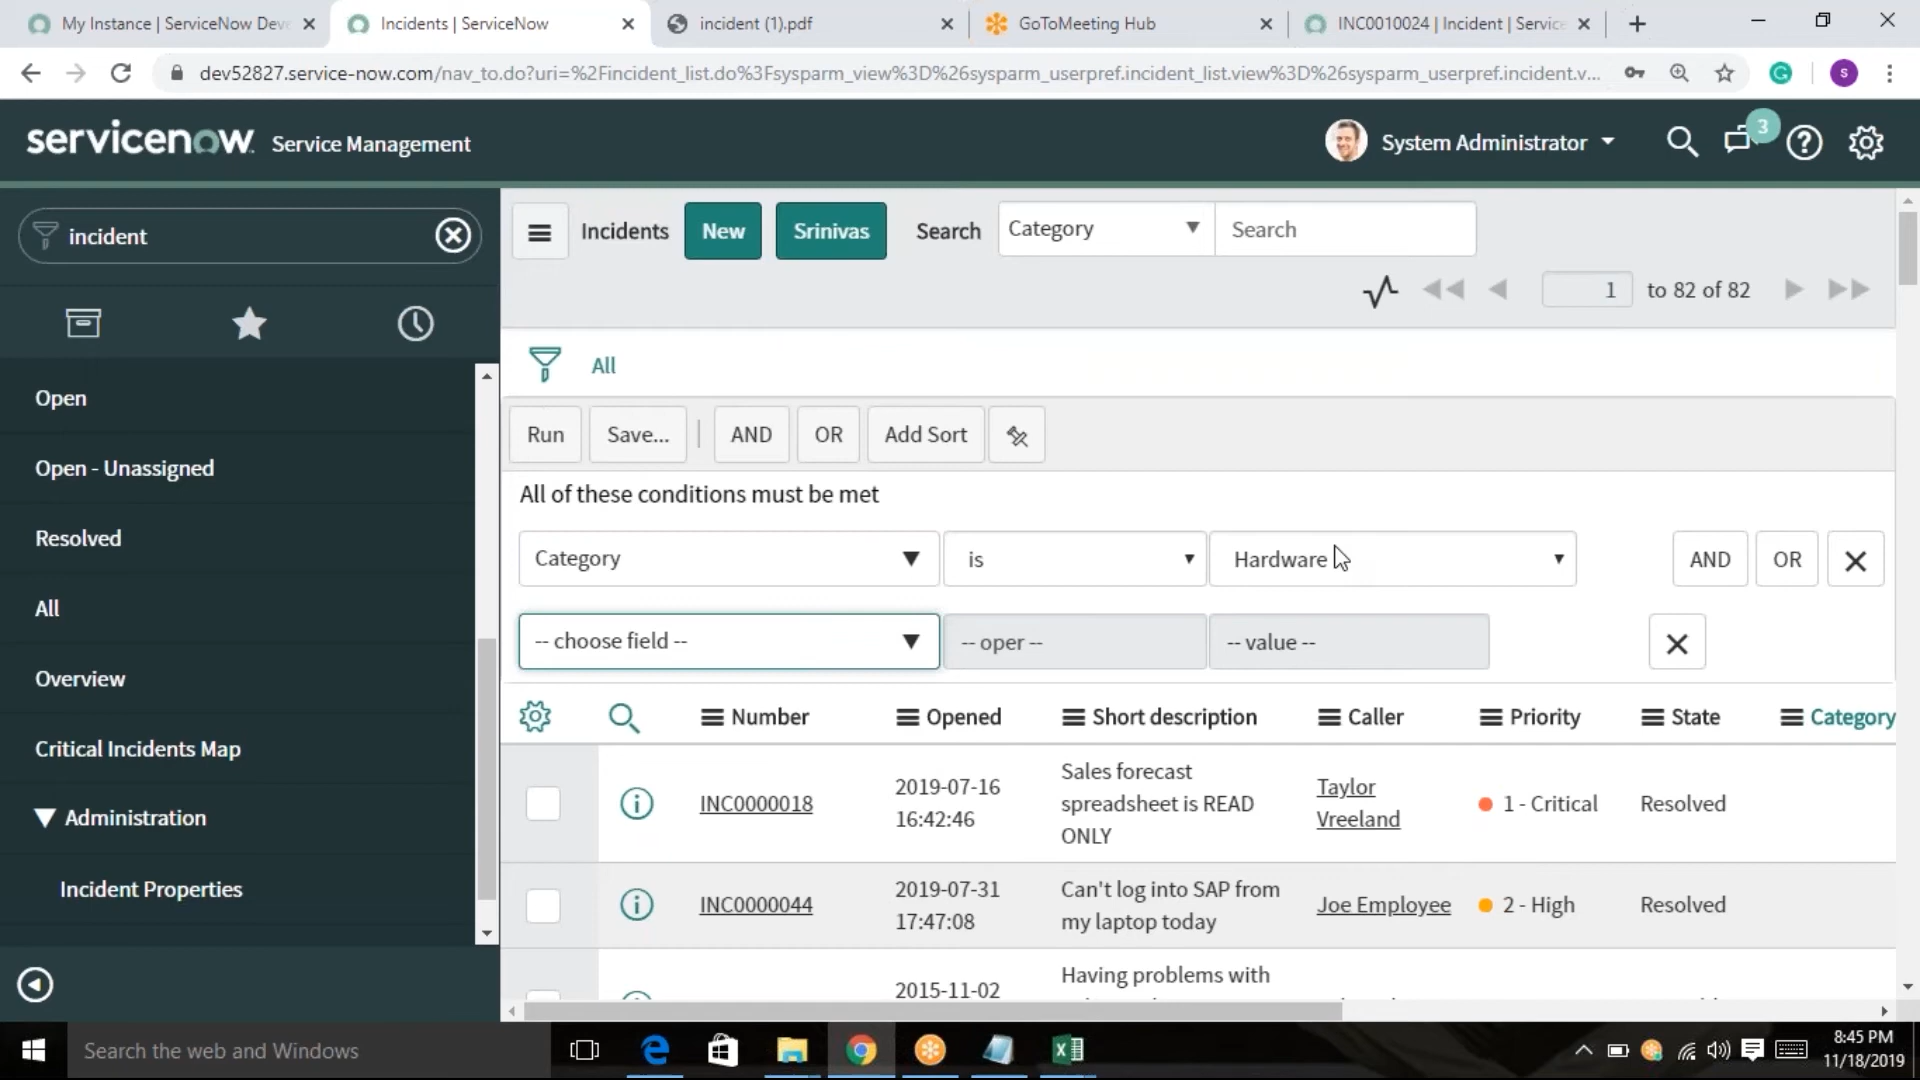 My Instance | ServiceNow Dev
Incidents | ServiceNow
incident (1).pdf
GoToMeeting Hub
INC0010024 | Incident | Service
dev52827.service-now.com/nav_to.do?uri=%2Fincident_list.do%3Fsysparm_view%3D%26sysparm_userpref.incident_list.view%3D%26sysparm_userpref.incident.v...
S
servicenow Service Management
System Administrator
3
incident
Incidents
New
Srinivas
Search
Category
Search
1 to 82 of 82
All
Run
Save...
AND
OR
Add Sort
All of these conditions must be met
Category
is
Hardware
AND
OR
-- choose field --
-- oper --
-- value --
Open
Open - Unassigned
Resolved
All
Overview
Critical Incidents Map
Administration
Incident Properties
Number
Opened
Short description
Caller
Priority
State
Category
INC0000018
2019-07-16
16:42:46
Sales forecast
spreadsheet is READ
ONLY
Taylor
Vreeland
1 - Critical
Resolved
INC0000044
2019-07-31
17:47:08
Can't log into SAP from
my laptop today
Joe Employee
2 - High
Resolved
2015-11-02
Having problems with
Search the web and Windows
8:45 PM
11/18/2019